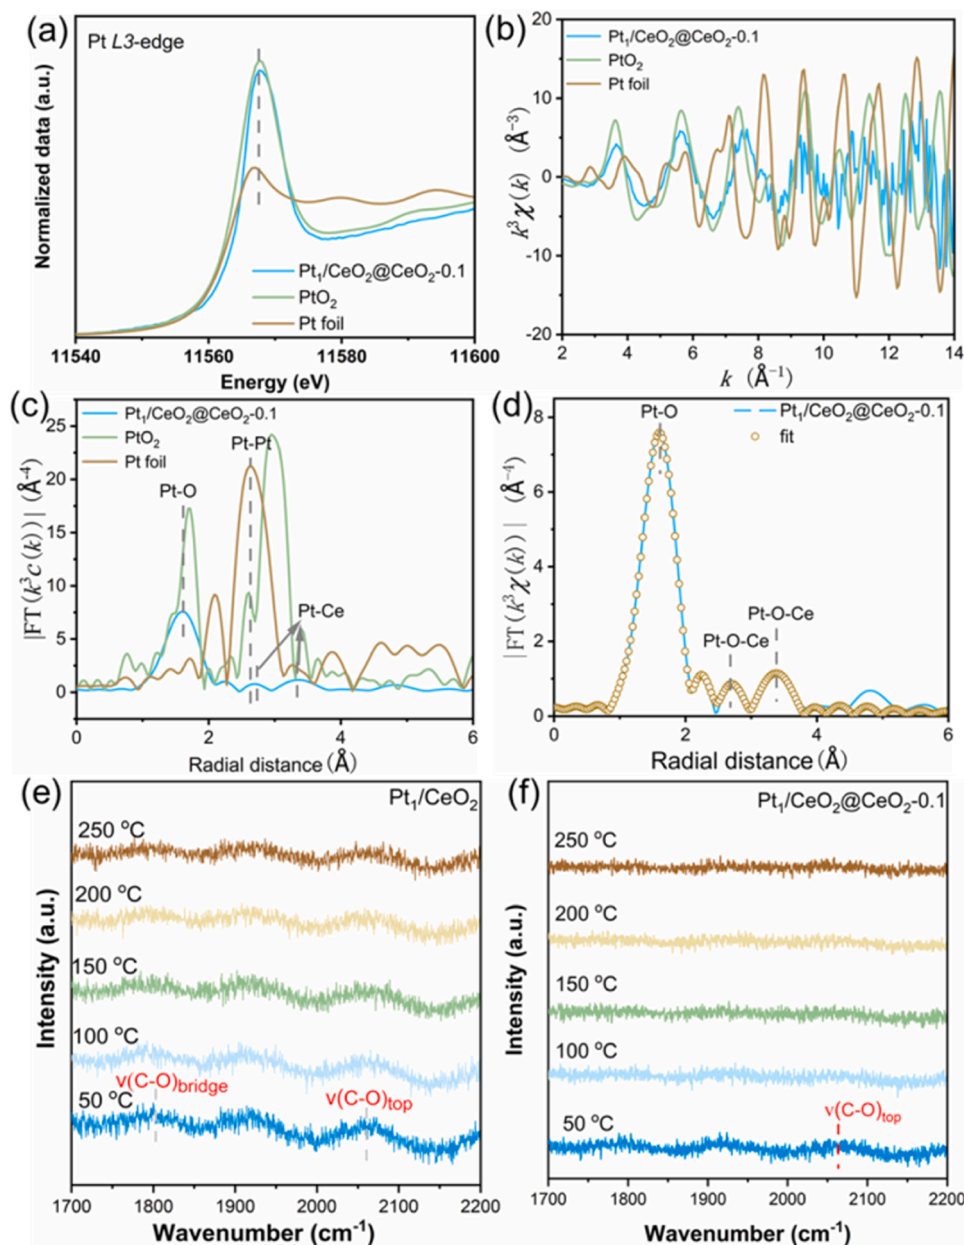 (a)
Pt L3-edge
Normalized data (a.u.)
Pt₁/CeO₂@CeO₂-0.1
PtO₂
Pt foil
11540 11560 11580 11600
Energy (eV)
(b)
Pt₁/CeO₂@CeO₂-0.1
PtO₂
Pt foil
k³χ(k) (Å⁻³)
20
10
0
-10
-20
2 4 6 8 10 12 14
k (Å⁻¹)
(c)
Pt₁/CeO₂@CeO₂-0.1
PtO₂
Pt foil
Pt-Pt
Pt-O
Pt-Ce
|FT(k³c(k))| (Å⁻⁴)
25
20
15
10
5
0
0 2 4 6
Radial distance(Å)
(d)
Pt-O
Pt₁/CeO₂@CeO₂-0.1
fit
Pt-O-Ce
Pt-O-Ce
|FT(k³χ(k))| (Å⁻⁴)
8
6
4
2
0
0 2 4 6
Radial distance(Å)
(e)
Pt₁/CeO₂
250 °C
200 °C
150 °C
100 °C
ν(C-O)bridge
50 °C
ν(C-O)top
Intensity (a.u.)
1700 1800 1900 2000 2100 2200
Wavenumber (cm⁻¹)
(f)
Pt₁/CeO₂@CeO₂-0.1
250 °C
200 °C
150 °C
100 °C
50 °C
ν(C-O)top
Intensity (a.u.)
1700 1800 1900 2000 2100 2200
Wavenumber (cm⁻¹)